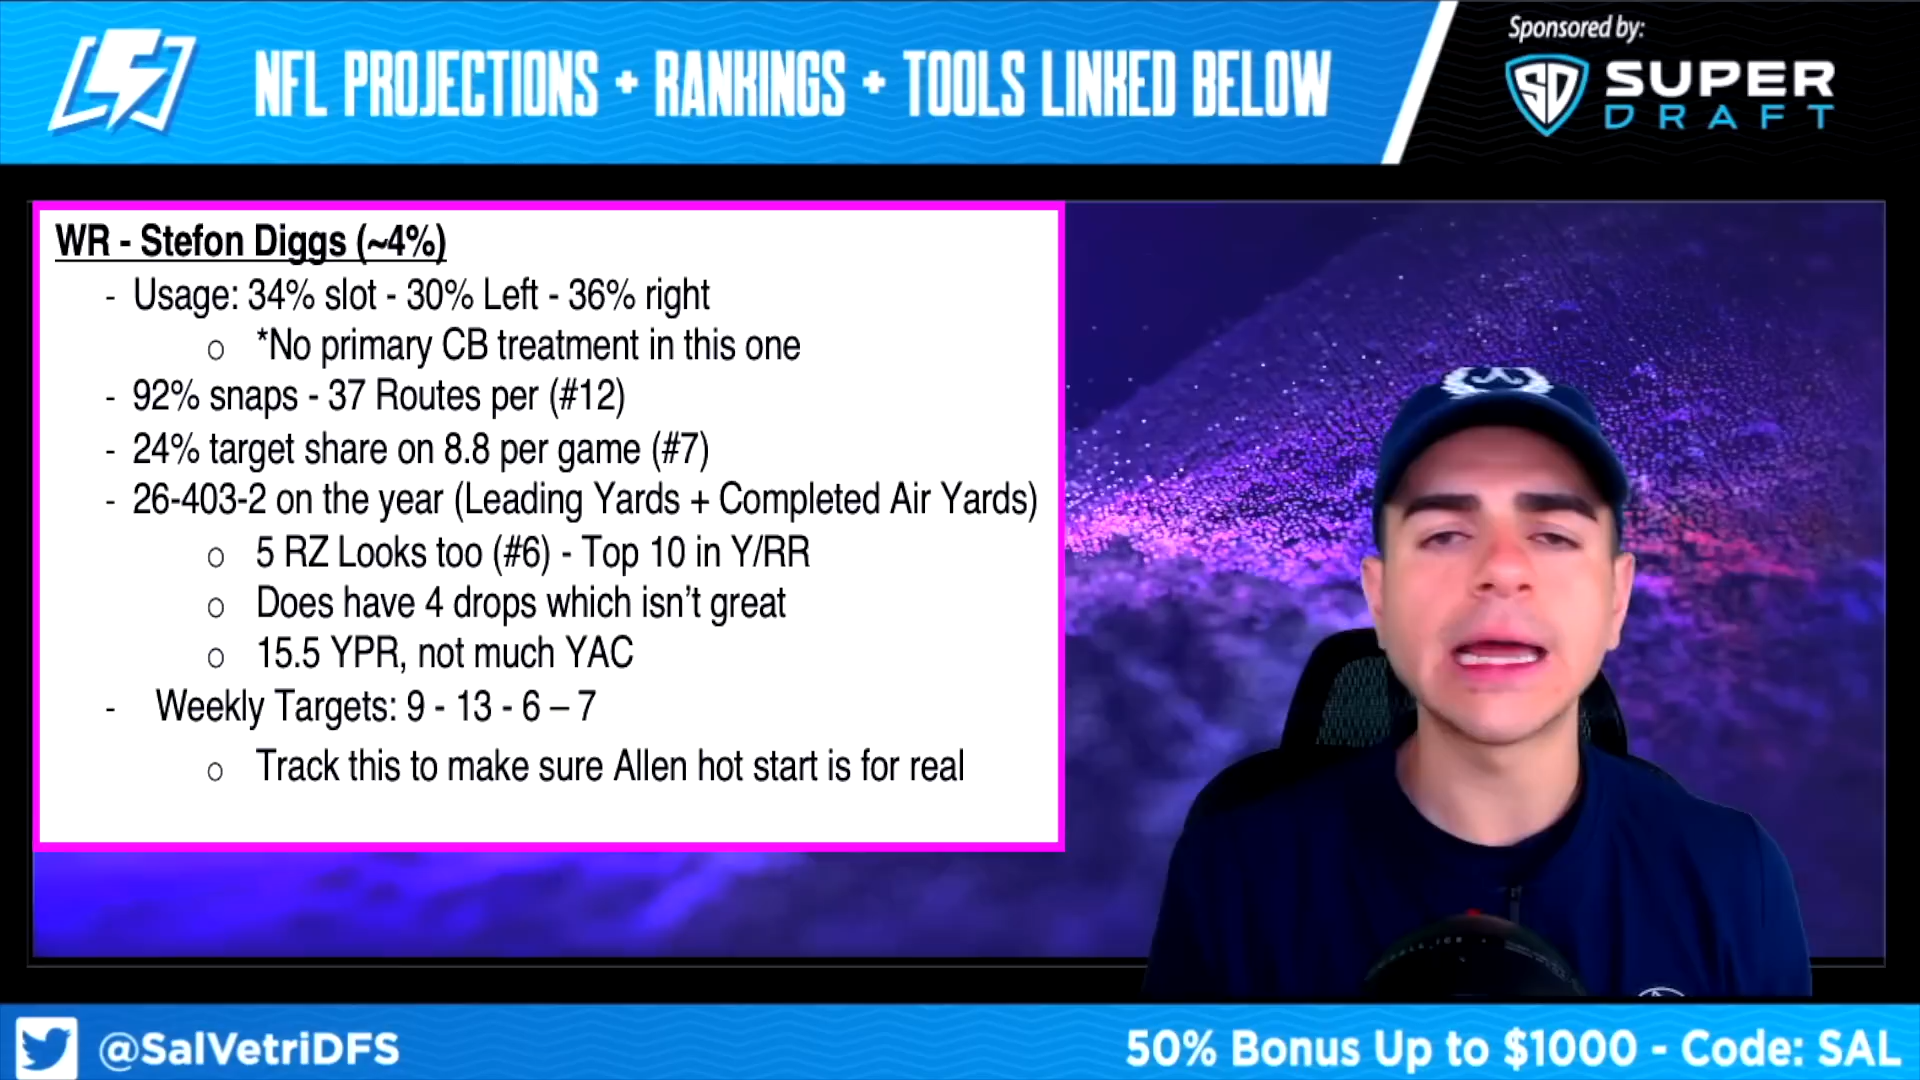 NFL PROJECTIONS + RANKINGS + TOOLS LINKED BELOW
Sponsored by:
SD SUPER
DRAFT
WR - Stefon Diggs (~4%)
- Usage: 34% slot - 30% Left - 36% right
o *No primary CB treatment in this one
- 92% snaps - 37 Routes per (#12)
- 24% target share on 8.8 per game (#7)
- 26-403-2 on the year (Leading Yards + Completed Air Yards)
o 5 RZ Looks too (#6) - Top 10 in Y/RR
o Does have 4 drops which isn't great
o 15.5 YPR, not much YAC
- Weekly Targets: 9 - 13 - 6 – 7
o Track this to make sure Allen hot start is for real
@SalVetriDFS
50% Bonus Up to $1000 - Code: SAL